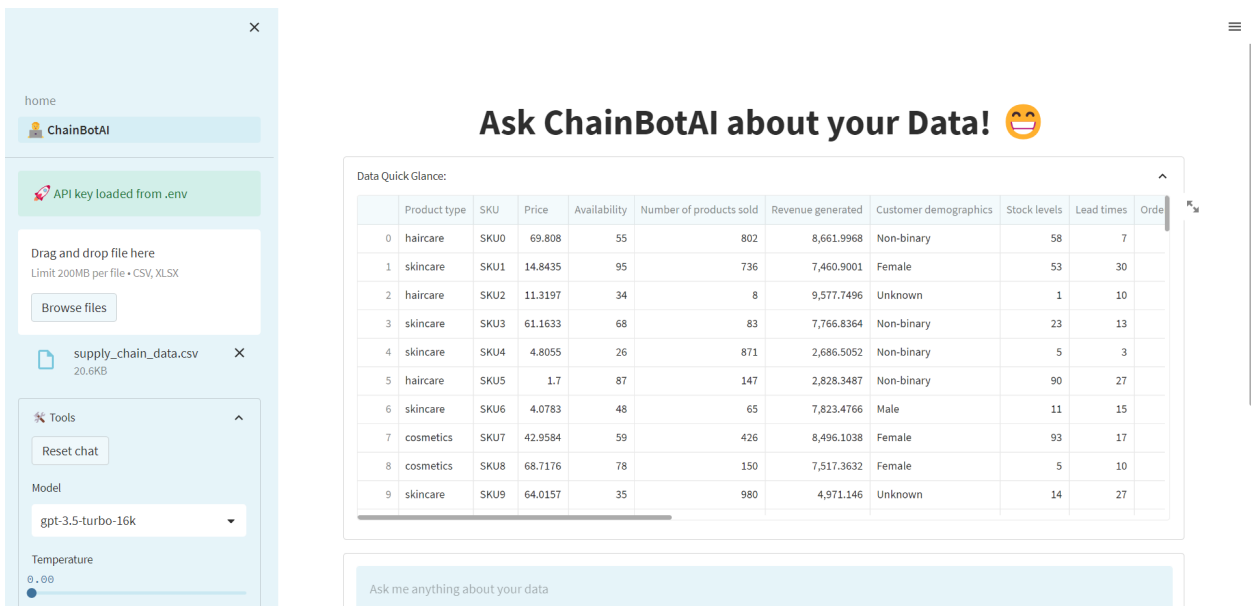 home
ChainBotAI
API key loaded from .env
Drag and drop file here
Limit 200MB per file • CSV, XLSX
Browse files
supply_chain_data.csv
20.6KB
Tools
Reset chat
Model
gpt-3.5-turbo-16k
Temperature
0.00
Ask ChainBotAI about your Data!
Data Quick Glance:
Product type SKU Price Availability Number of products sold Revenue generated Customer demographics Stock levels Lead times Orde
0 haircare SKU0 69.808 55 802 8,661.9968 Non-binary 58 7
1 skincare SKU1 14.8435 95 736 7,460.9001 Female 53 30
2 haircare SKU2 11.3197 34 8 9,577.7496 Unknown 1 10
3 skincare SKU3 61.1633 68 83 7,766.8364 Non-binary 23 13
4 skincare SKU4 4.8055 26 871 2,686.5052 Non-binary 5 3
5 haircare SKU5 1.7 87 147 2,828.3487 Non-binary 90 27
6 skincare SKU6 4.0783 48 65 7,823.4766 Male 11 15
7 cosmetics SKU7 42.9584 59 426 8,496.1038 Female 93 17
8 cosmetics SKU8 68.7176 78 150 7,517.3632 Female 5 10
9 skincare SKU9 64.0157 35 980 4,971.146 Unknown 14 27
Ask me anything about your data